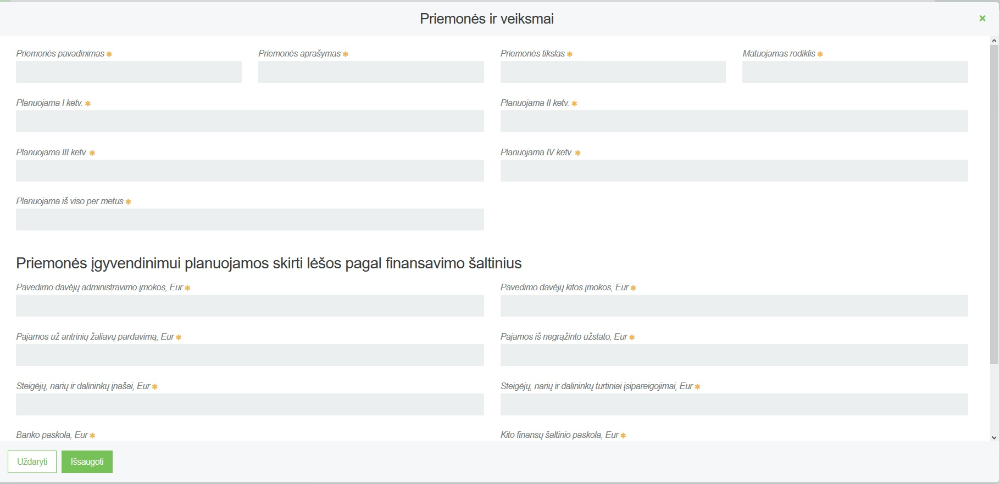 Priemonės ir veiksmai
Priemonės pavadinimas ✱ Priemonės aprašymas ✱ Priemonės tikslas ✱ Matuojamas rodiklis ✱
Planuojama I ketv. ✱ Planuojama II ketv. ✱
Planuojama III ketv. ✱ Planuojama IV ketv. ✱
Planuojama iš viso per metus ✱
Priemonės įgyvendinimui planuojamos skirti lėšos pagal finansavimo šaltinius
Pavedimo davėjų administravimo įmokos, Eur ✱ Pavedimo davėjų kitos įmokos, Eur ✱
Pajamos už antrinių žaliavų pardavimą, Eur ✱ Pajamos iš negrąžinto užstato, Eur ✱
Steigėjų, narių ir dalininkų įnašai, Eur ✱ Steigėjų, narių ir dalininkų turtiniai įsipareigojimai, Eur ✱
Banko paskola, Eur ✱ Kito finansų šaltinio paskola, Eur ✱
Uždaryti Išsaugoti